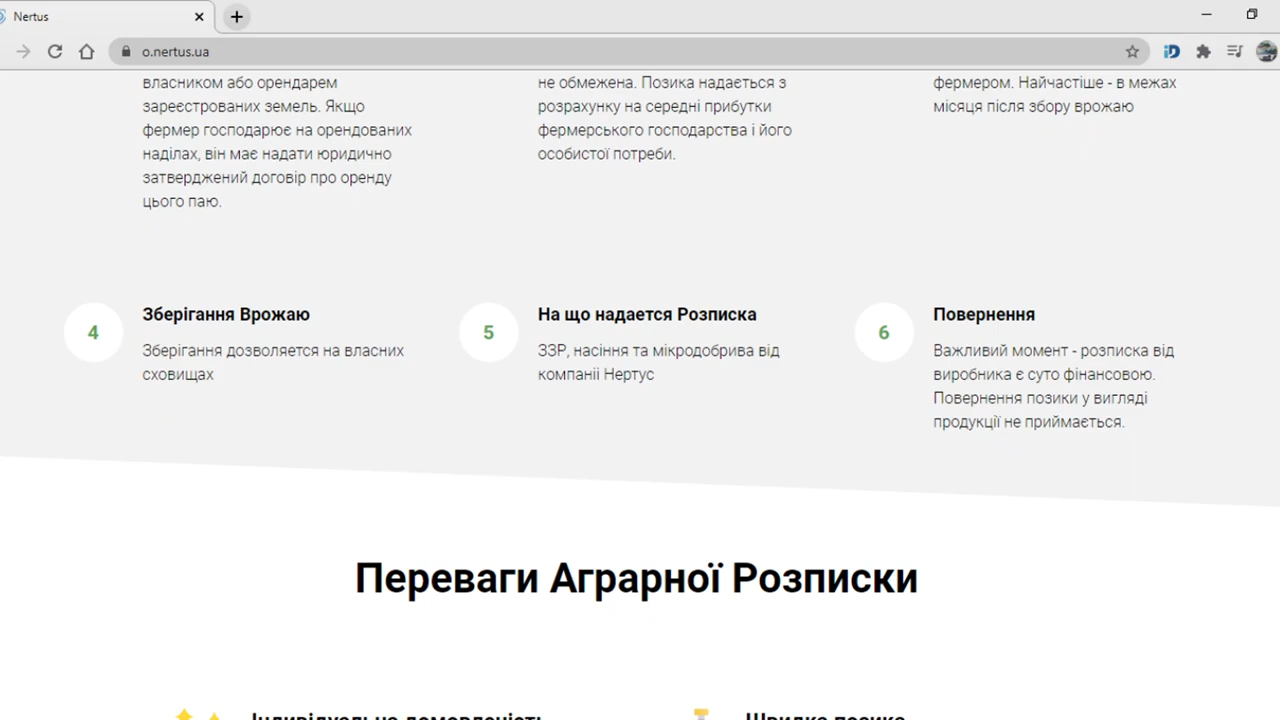 Nertus
o.nertus.ua
власником або орендарем
зареєстрованих земель. Якщо
фермер господарює на орендованих
наділах, він має надати юридично
затверджений договір про оренду
цього паю.
не обмежена. Позика надається з
розрахунку на середні прибутки
фермерського господарства і його
особистої потреби.
фермером. Найчастіше - в межах
місяця після збору врожаю
4
Зберігання Врожаю
Зберігання дозволяется на власних
сховищах
5
На що надается Розписка
ЗЗР, насіння та мікродобрива від
компаніі Нертус
6
Повернення
Важливий момент - розписка від
виробника є суто фінансовою.
Повернення позики у вигляді
продукції не приймається.
Переваги Аграрної Розписки
Індивідуальна домовленість
Швидка позика